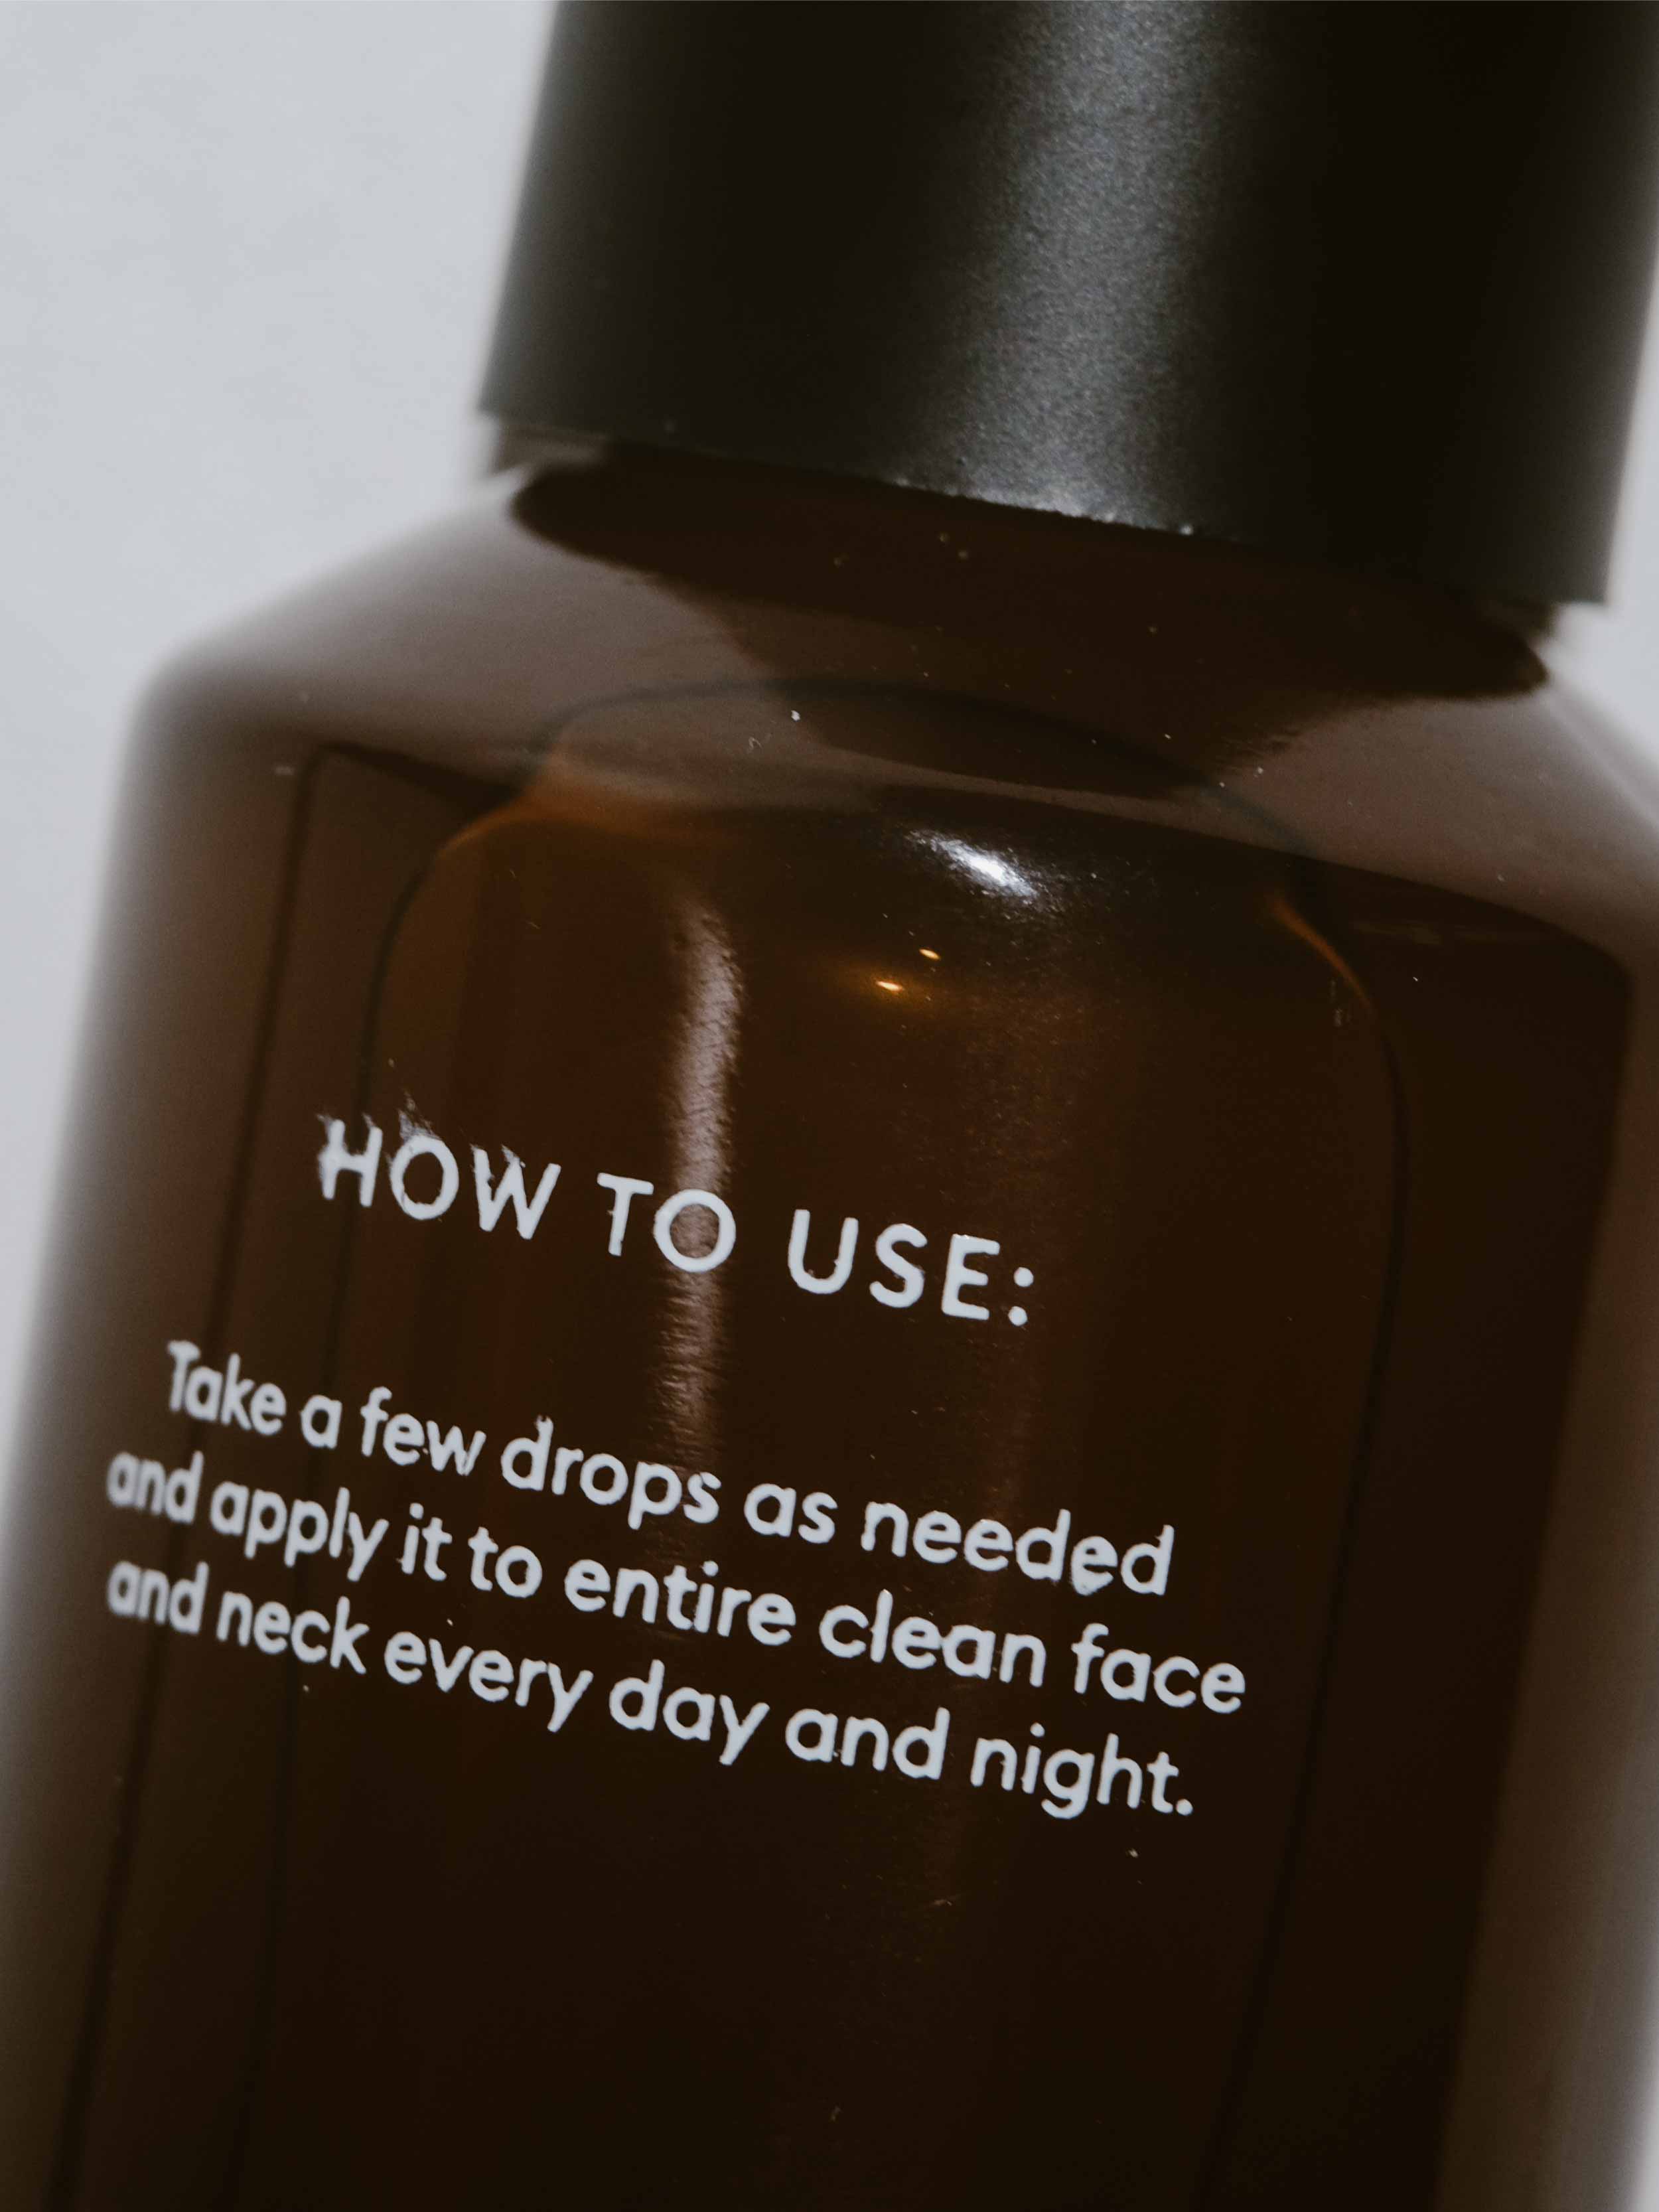 HOW TO USE:
Take a few drops as needed
and apply it to entire clean face
and neck every day and night.